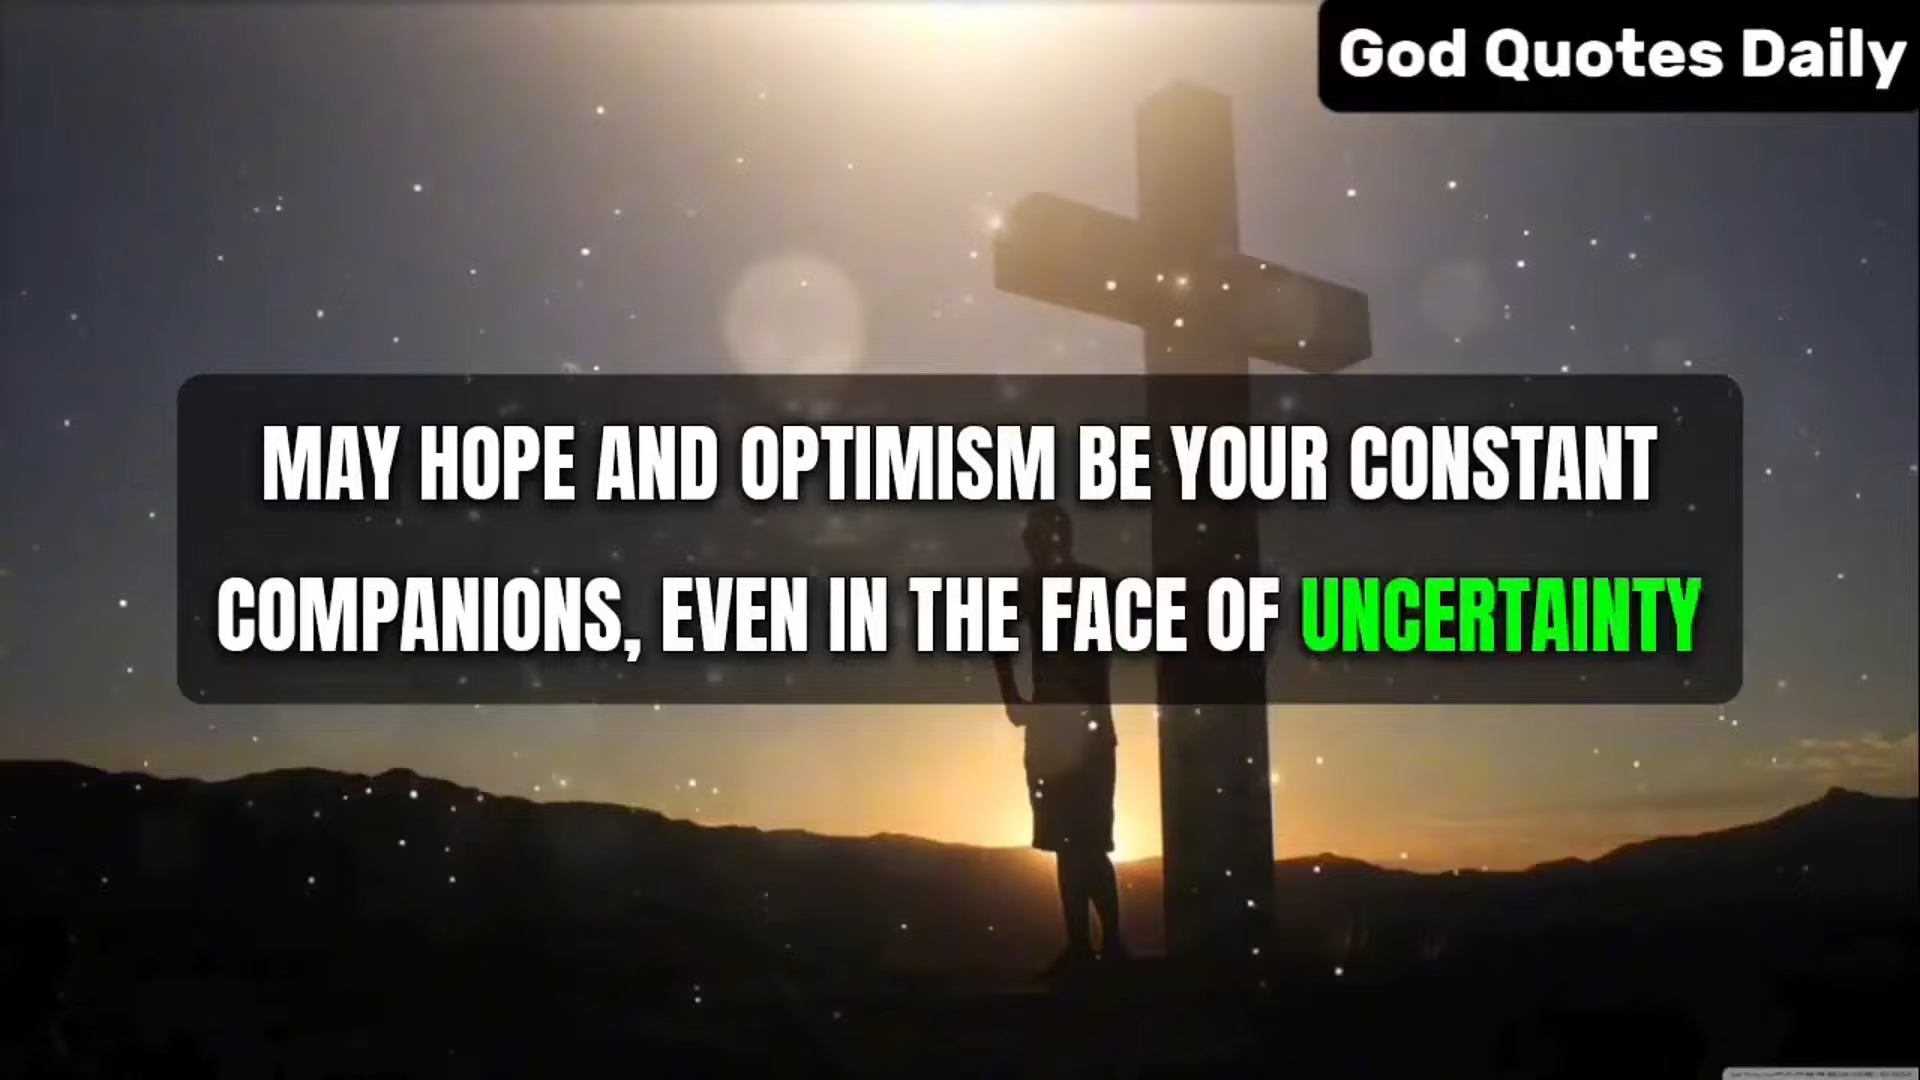 God Quotes Daily
MAY HOPE AND OPTIMISM BE YOUR CONSTANT
COMPANIONS, EVEN IN THE FACE OF UNCERTAINTY